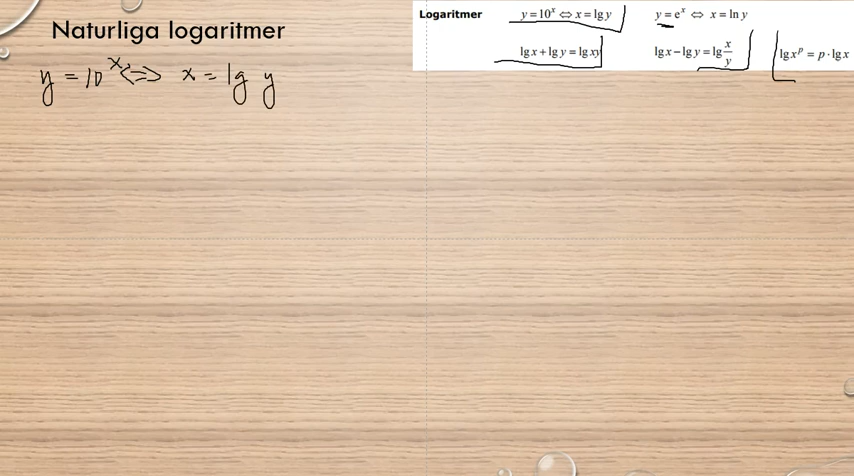 Naturliga logaritmer
y = 10^x ⇔ x = lg y
Logaritmer y = 10^x ⇔ x = lg y y = e^x ⇔ x = ln y
lg x + lg y = lg xy lg x − lg y = lg x/y lg x^p = p · lg x